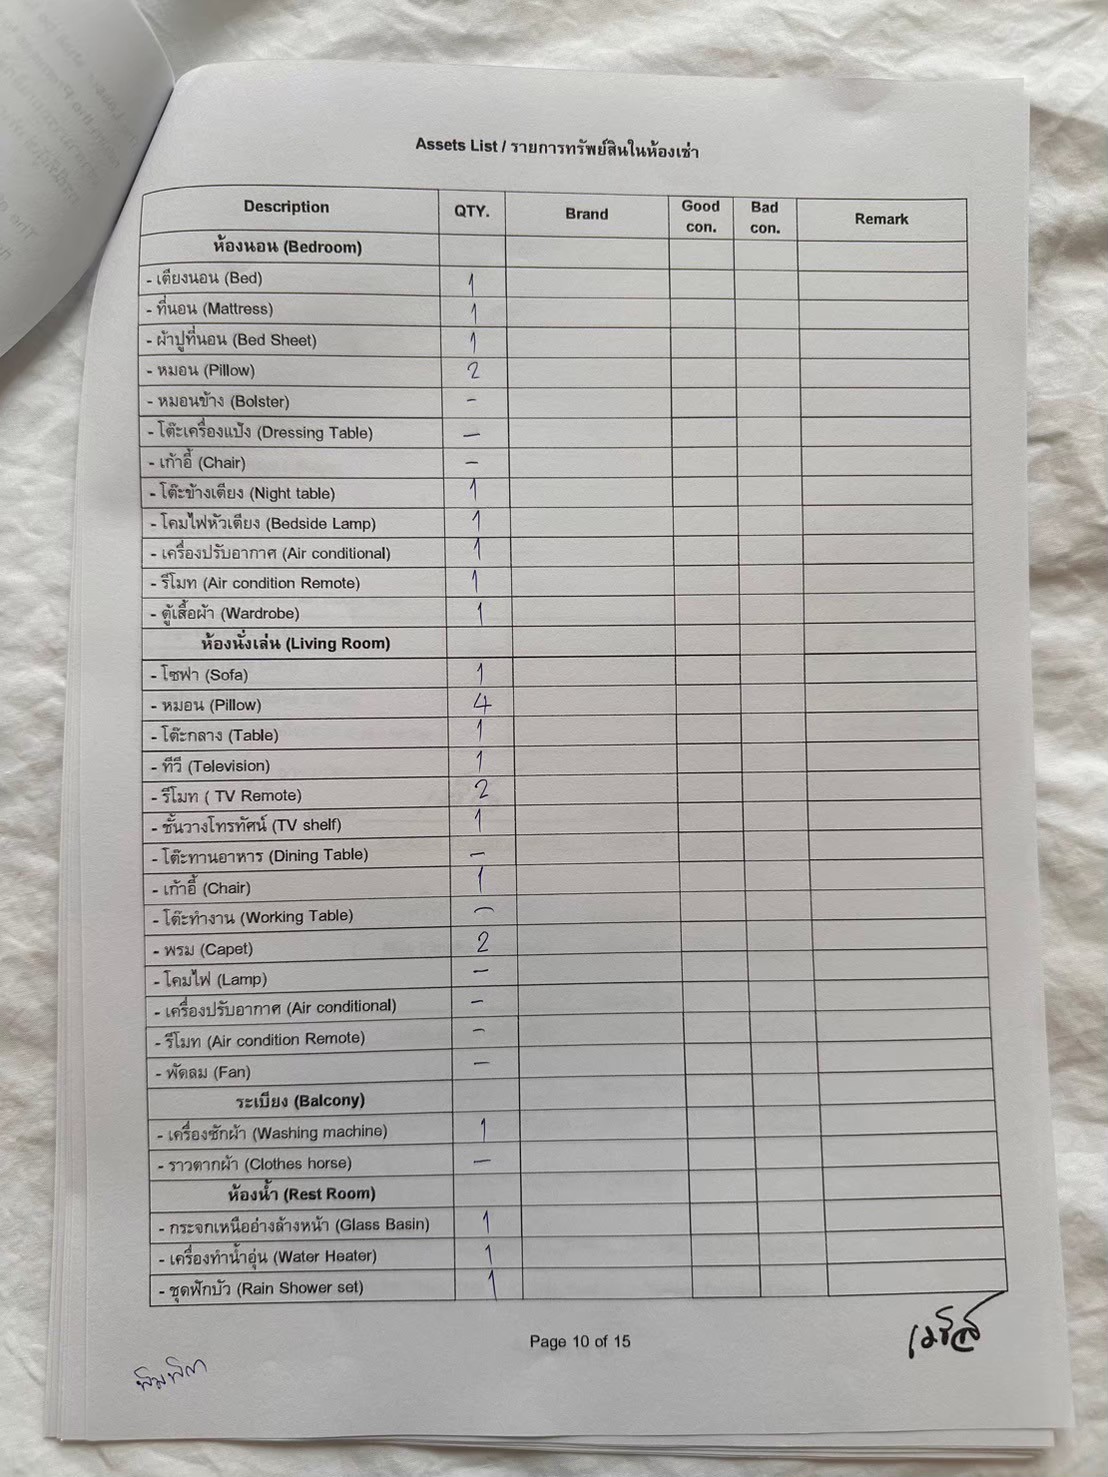 Assets List / รายการทรัพย์สินในห้องเช่า
Description QTY. Brand Good con. Bad con. Remark
ห้องนอน (Bedroom)
- เตียงนอน (Bed) 1
- ที่นอน (Mattress) 1
- ผ้าปูที่นอน (Bed Sheet) 1
- หมอน (Pillow) 2
- หมอนข้าง (Bolster) -
- โต๊ะเครื่องแป้ง (Dressing Table) -
- เก้าอี้ (Chair) -
- โต๊ะข้างเตียง (Night table) 1
- โคมไฟหัวเตียง (Bedside Lamp) 1
- เครื่องปรับอากาศ (Air conditional) 1
- รีโมท (Air condition Remote) 1
- ตู้เสื้อผ้า (Wardrobe) 1
ห้องนั่งเล่น (Living Room)
- โซฟา (Sofa) 1
- หมอน (Pillow) 4
- โต๊ะกลาง (Table) 1
- ทีวี (Television) 1
- รีโมท ( TV Remote) 2
- ชั้นวางโทรทัศน์ (TV shelf) 1
- โต๊ะทานอาหาร (Dining Table) -
- เก้าอี้ (Chair) 1
- โต๊ะทำงาน (Working Table) -
- พรม (Capet) 2
- โคมไฟ (Lamp) -
- เครื่องปรับอากาศ (Air conditional) -
- รีโมท (Air condition Remote) -
- พัดลม (Fan) -
ระเบียง (Balcony)
- เครื่องซักผ้า (Washing machine) 1
- ราวตากผ้า (Clothes horse) -
ห้องน้ำ (Rest Room)
- กระจกเหนืออ่างล้างหน้า (Glass Basin) 1
- เครื่องทำน้ำอุ่น (Water Heater) 1
- ชุดฝักบัว (Rain Shower set) 1
Page 10 of 15